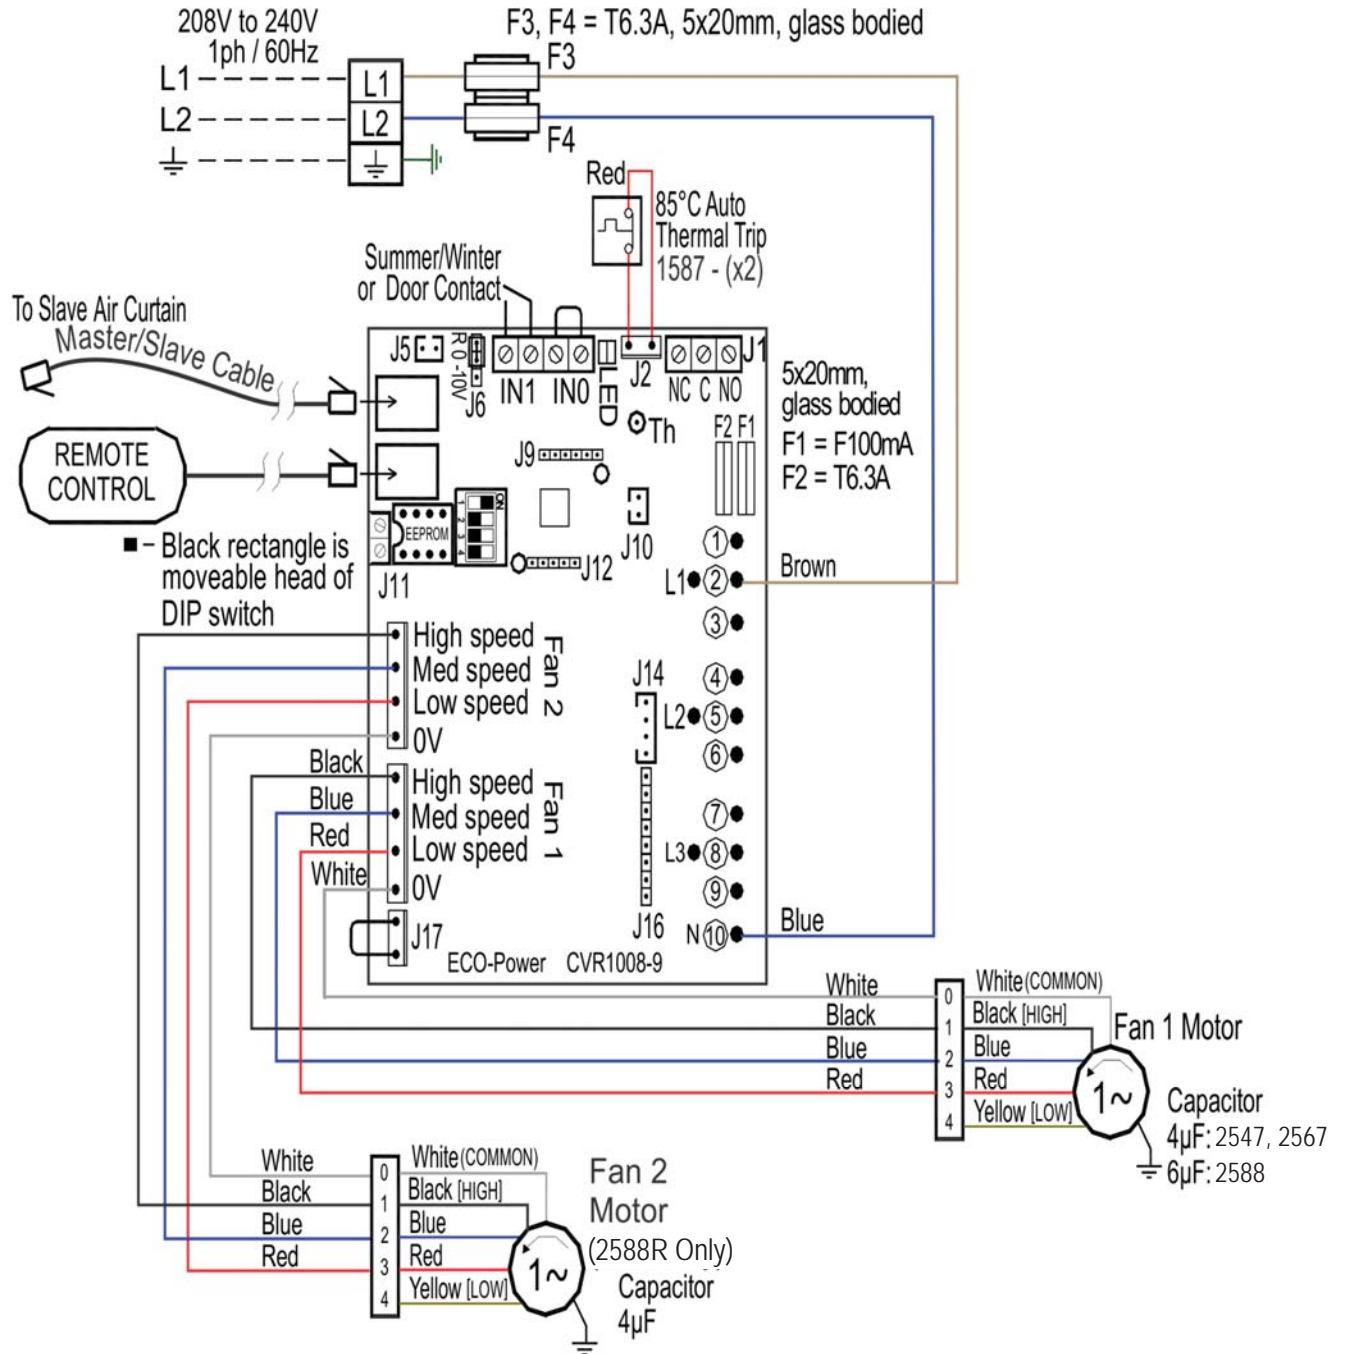 208V to 240V
1ph / 60Hz
F3, F4 = T6.3A, 5x20mm, glass bodied
L1
L1
F3
L2
L2
F4
Red
85°C Auto
Thermal Trip
1587 - (x2)
Summer/Winter
or Door Contact
To Slave Air Curtain
Master/Slave Cable
J5
R 0-10V
J6
IN1
IN0
LED
J2
NC C NO
J1
Th
5x20mm,
glass bodied
F1 = F100mA
F2 = T6.3A
F2 F1
REMOTE
CONTROL
J9
EEPROM
ON
1
2
3
4
J10
J12
J11
■ – Black rectangle is
moveable head of
DIP switch
1
L1 2
Brown
3
4
L2 5
6
7
L3 8
9
N 10
Blue
J14
J16
High speed
Med speed
Low speed
0V
Fan 2
Black
Blue
Red
White
High speed
Med speed
Low speed
0V
Fan 1
J17
ECO-Power CVR1008-9
White
Black
Blue
Red
0
1
2
3
4
White (COMMON)
Black [HIGH]
Blue
Red
Yellow [LOW]
1~
Fan 1 Motor
Capacitor
4µF: 2547, 2567
6µF: 2588
White
Black
Blue
Red
0
1
2
3
4
White (COMMON)
Black [HIGH]
Blue
Red
Yellow [LOW]
1~
Fan 2
Motor
(2588R Only)
Capacitor
4µF